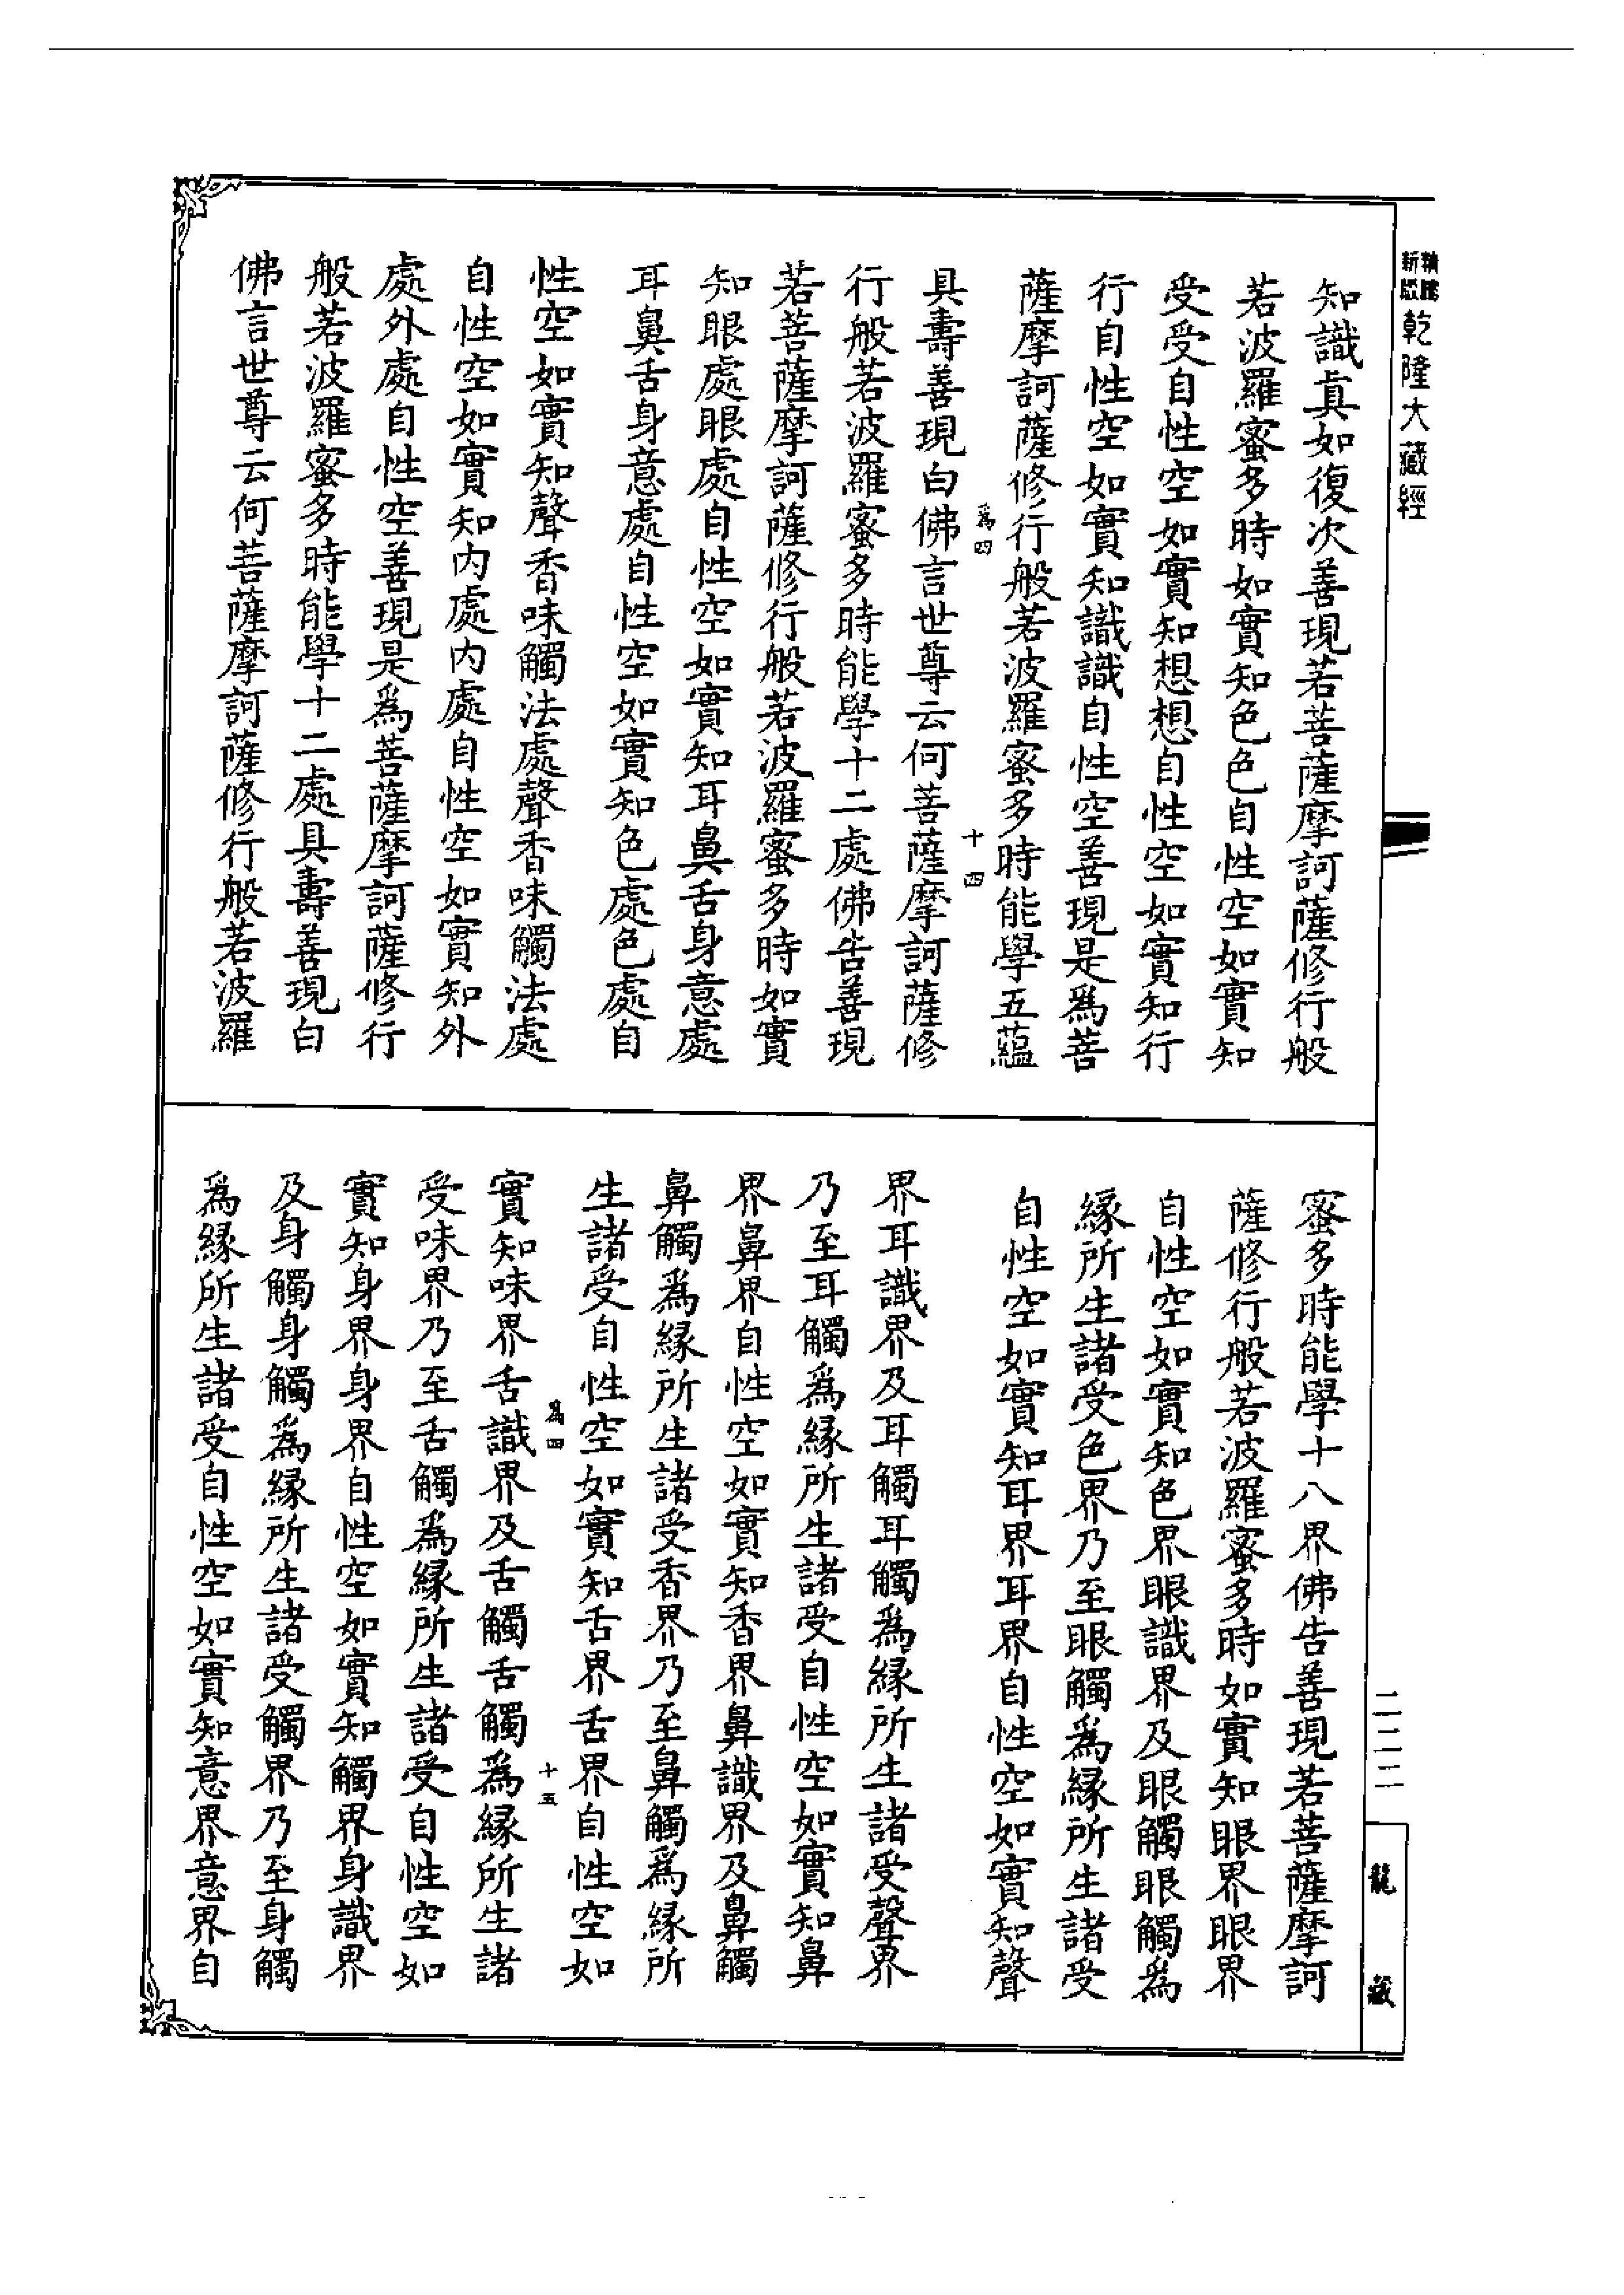 乾隆大藏經
知識真如復次善現若菩薩摩訶薩修行般
若波羅蜜多時如實知色色自性空如實知
受受自性空如實知想想自性空如實知行
行自性空如實知識識自性空善現是為菩
薩摩訶薩修行般若波羅蜜多時能學五蘊
為四 十四
具壽善現白佛言世尊云何菩薩摩訶薩修
行般若波羅蜜多時能學十二處佛告善現
若菩薩摩訶薩修行般若波羅蜜多時如實
知眼處眼處自性空如實知耳鼻舌身意處
耳鼻舌身意處自性空如實知色處色處自
性空如實知聲香味觸法處聲香味觸法處
自性空如實知內處內處自性空如實知外
處外處自性空善現是為菩薩摩訶薩修行
般若波羅蜜多時能學十二處具壽善現白
佛言世尊云何菩薩摩訶薩修行般若波羅
蜜多時能學十八界佛告善現若菩薩摩訶
薩修行般若波羅蜜多時如實知眼界眼界
自性空如實知色界眼識界及眼觸眼觸為
緣所生諸受色界乃至眼觸為緣所生諸受
自性空如實知耳界耳界自性空如實知聲
界耳識界及耳觸耳觸為緣所生諸受聲界
乃至耳觸為緣所生諸受自性空如實知鼻
界鼻界自性空如實知香界鼻識界及鼻觸
鼻觸為緣所生諸受香界乃至鼻觸為緣所
生諸受自性空如實知舌界舌界自性空如
為四 十五
實知味界舌識界及舌觸舌觸為緣所生諸
受味界乃至舌觸為緣所生諸受自性空如
實知身界身界自性空如實知觸界身識界
及身觸身觸為緣所生諸受觸界乃至身觸
為緣所生諸受自性空如實知意界意界自
二二二
龍藏